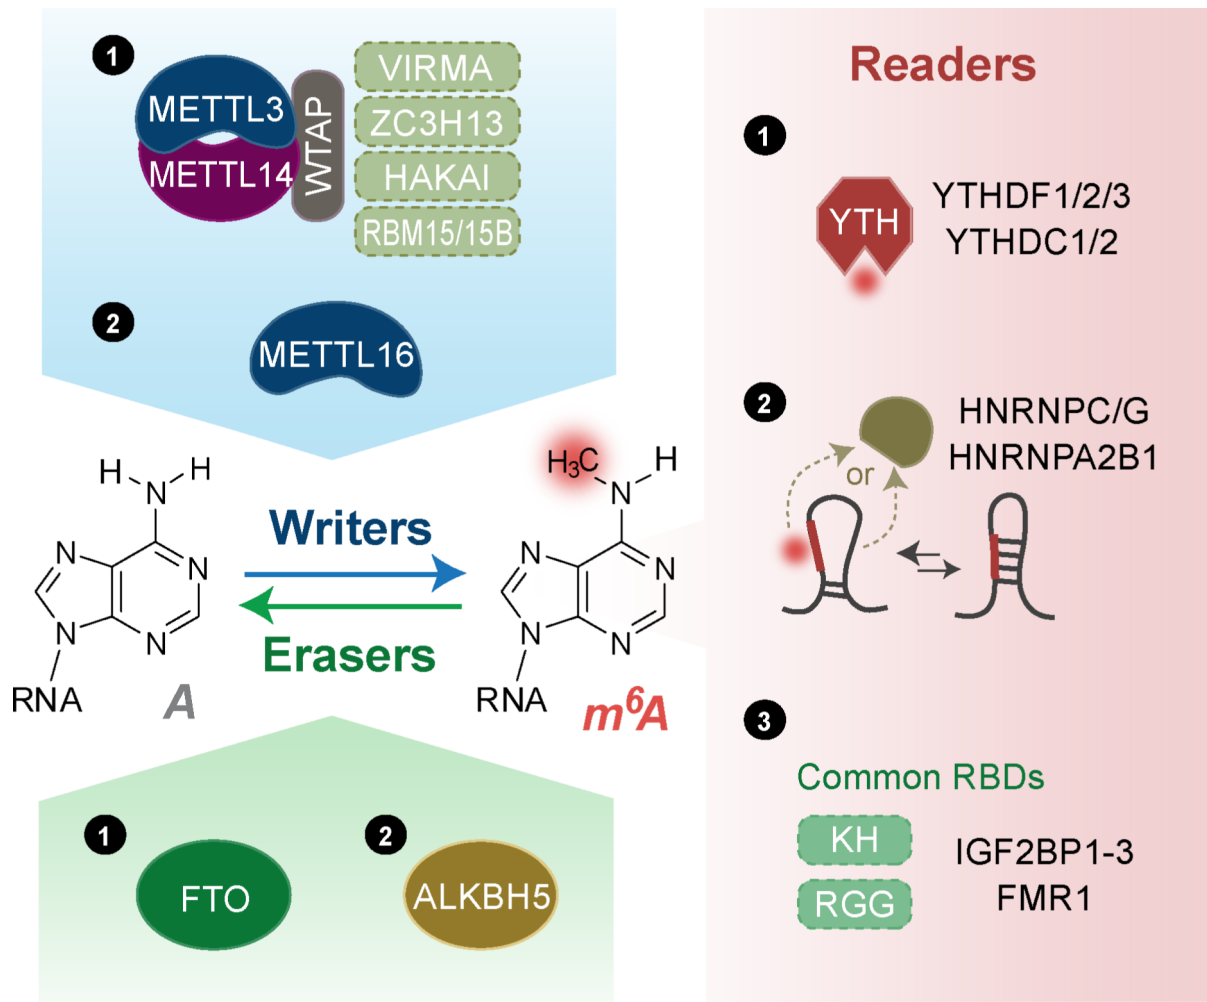 1
METTL3
METTL14
WTAP
VIRMA
ZC3H13
HAKAI
RBM15/15B
2
METTL16
H
H
N
N
N
N
N
RNA
A
Writers
Erasers
H₃C
H
N
N
N
N
N
RNA
m⁶A
1
FTO
2
ALKBH5
Readers
1
YTH
YTHDF1/2/3
YTHDC1/2
2
HNRNPC/G
HNRNPA2B1
or
3
Common RBDs
KH
RGG
IGF2BP1-3
FMR1